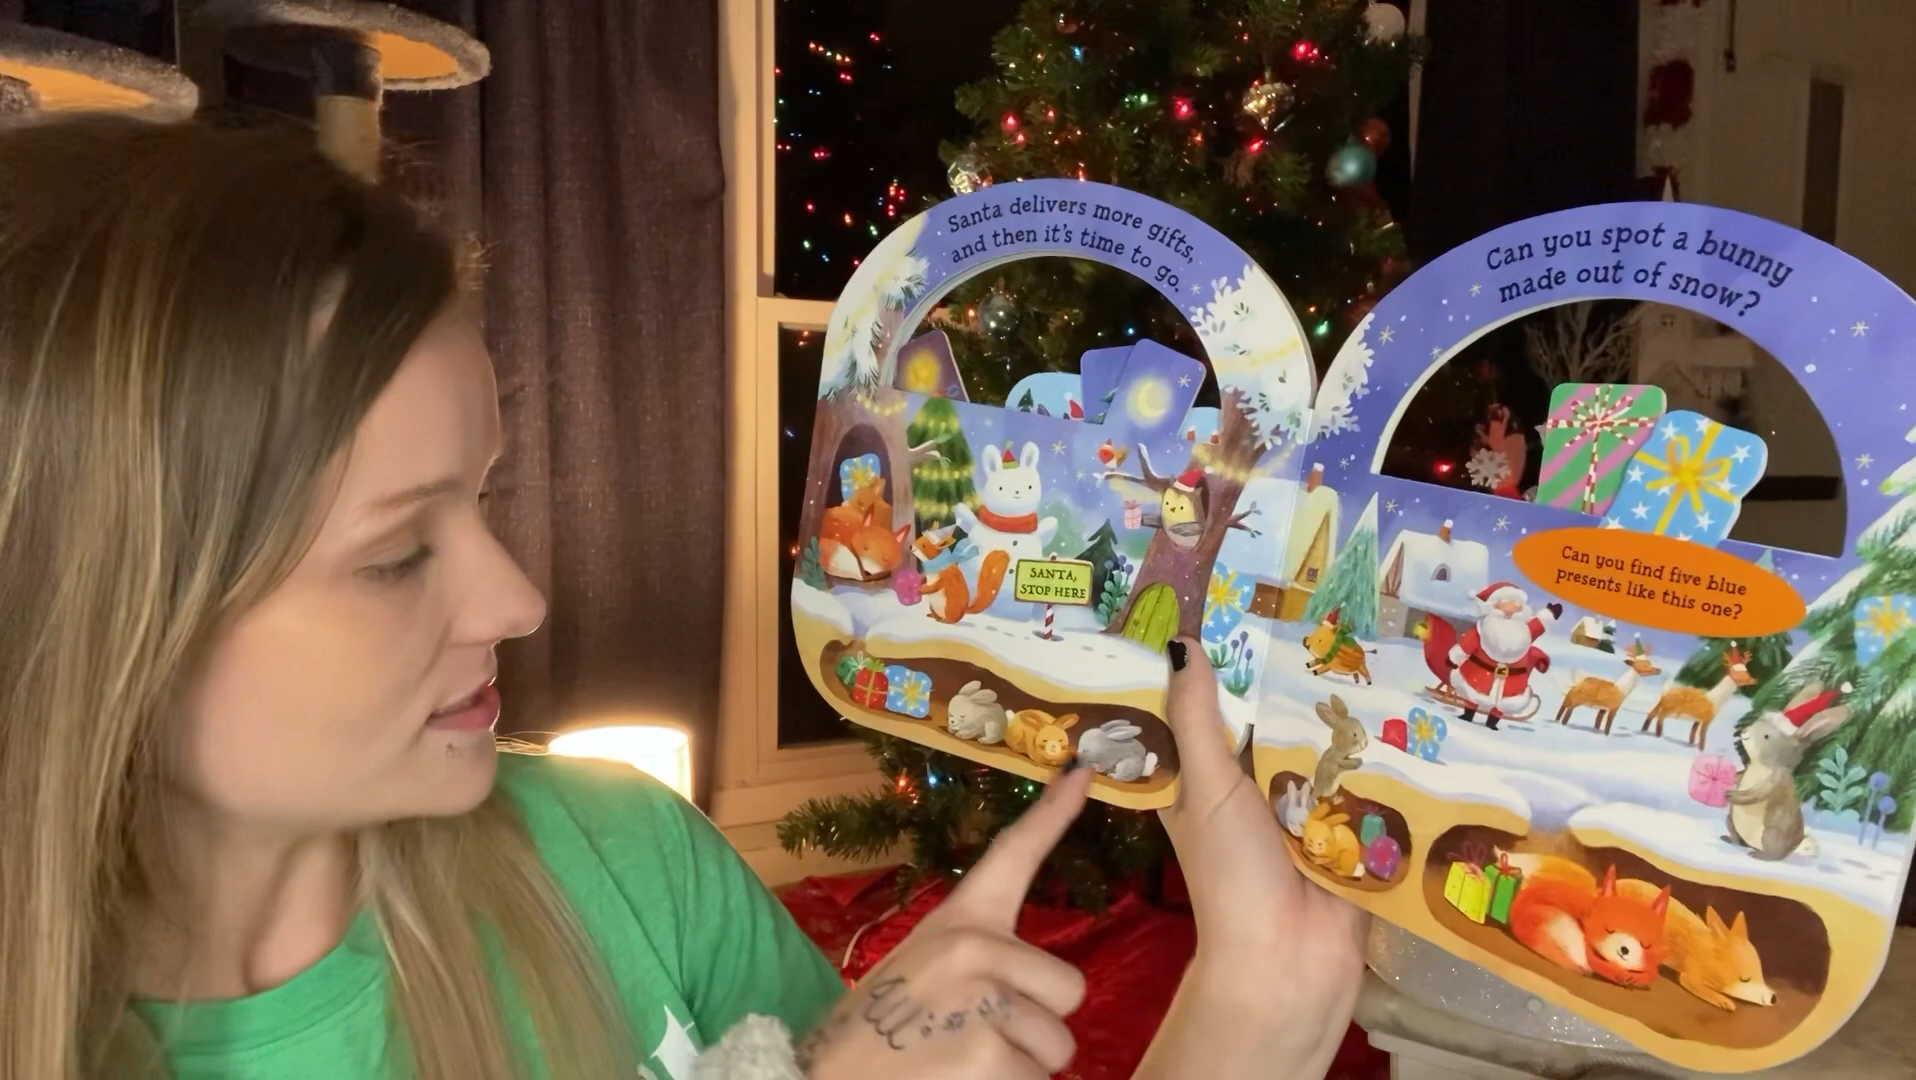 Santa delivers more gifts,
and then it's time to go.
SANTA,
STOP HERE
Can you spot a bunny
made out of snow?
Can you find five blue
presents like this one?